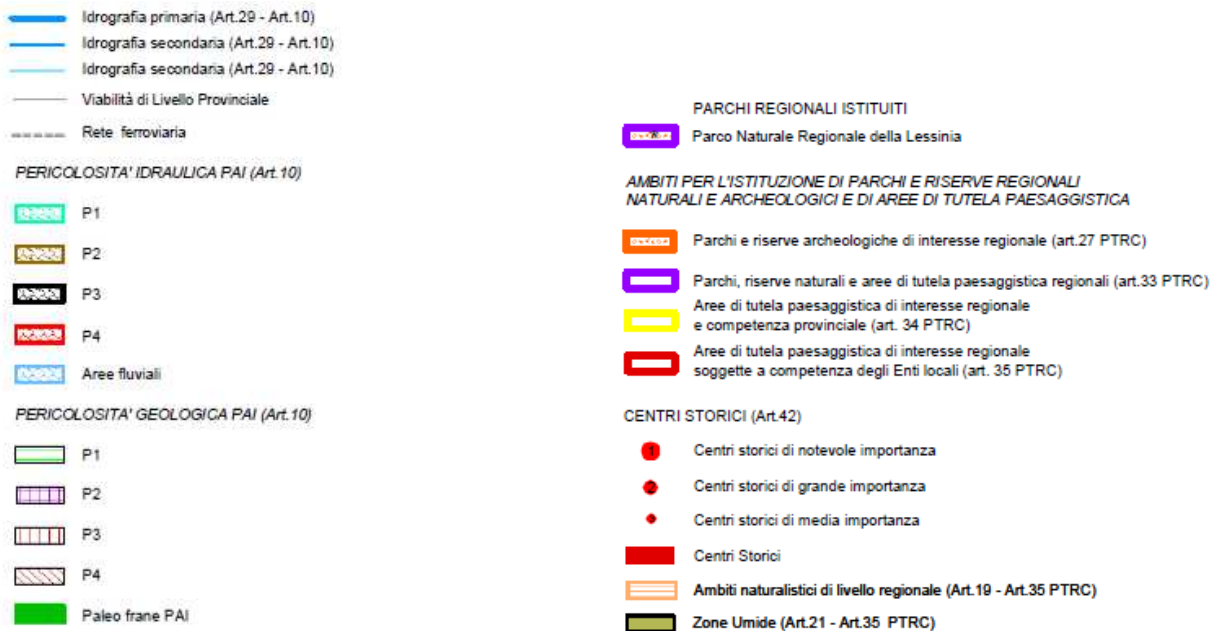 Idrografia primaria (Art.29 - Art.10)
Idrografia secondaria (Art.29 - Art.10)
Idrografia secondaria (Art.29 - Art.10)
Viabilità di Livello Provinciale
Rete ferroviaria
PERICOLOSITA' IDRAULICA PAI (Art.10)
P1
P2
P3
P4
Aree fluviali
PERICOLOSITA' GEOLOGICA PAI (Art.10)
P1
P2
P3
P4
Paleo frane PAI
PARCHI REGIONALI ISTITUITI
Parco Naturale Regionale della Lessinia
AMBITI PER L'ISTITUZIONE DI PARCHI E RISERVE REGIONALI
NATURALI E ARCHEOLOGICI E DI AREE DI TUTELA PAESAGGISTICA
Parchi e riserve archeologiche di interesse regionale (art.27 PTRC)
Parchi, riserve naturali e aree di tutela paesaggistica regionali (art.33 PTRC)
Aree di tutela paesaggistica di interesse regionale
e competenza provinciale (art. 34 PTRC)
Aree di tutela paesaggistica di interesse regionale
soggette a competenza degli Enti locali (art. 35 PTRC)
CENTRI STORICI (Art.42)
1 Centri storici di notevole importanza
2 Centri storici di grande importanza
Centri storici di media importanza
Centri Storici
Ambiti naturalistici di livello regionale (Art.19 - Art.35 PTRC)
Zone Umide (Art.21 - Art.35 PTRC)